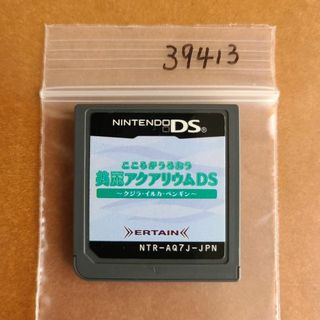 39413
NINTENDO DS
こころがうるおう
美麗アクアリウムDS
～クジラ・イルカ・ペンギン～
ERTAIN
NTR-AQ7J-JPN